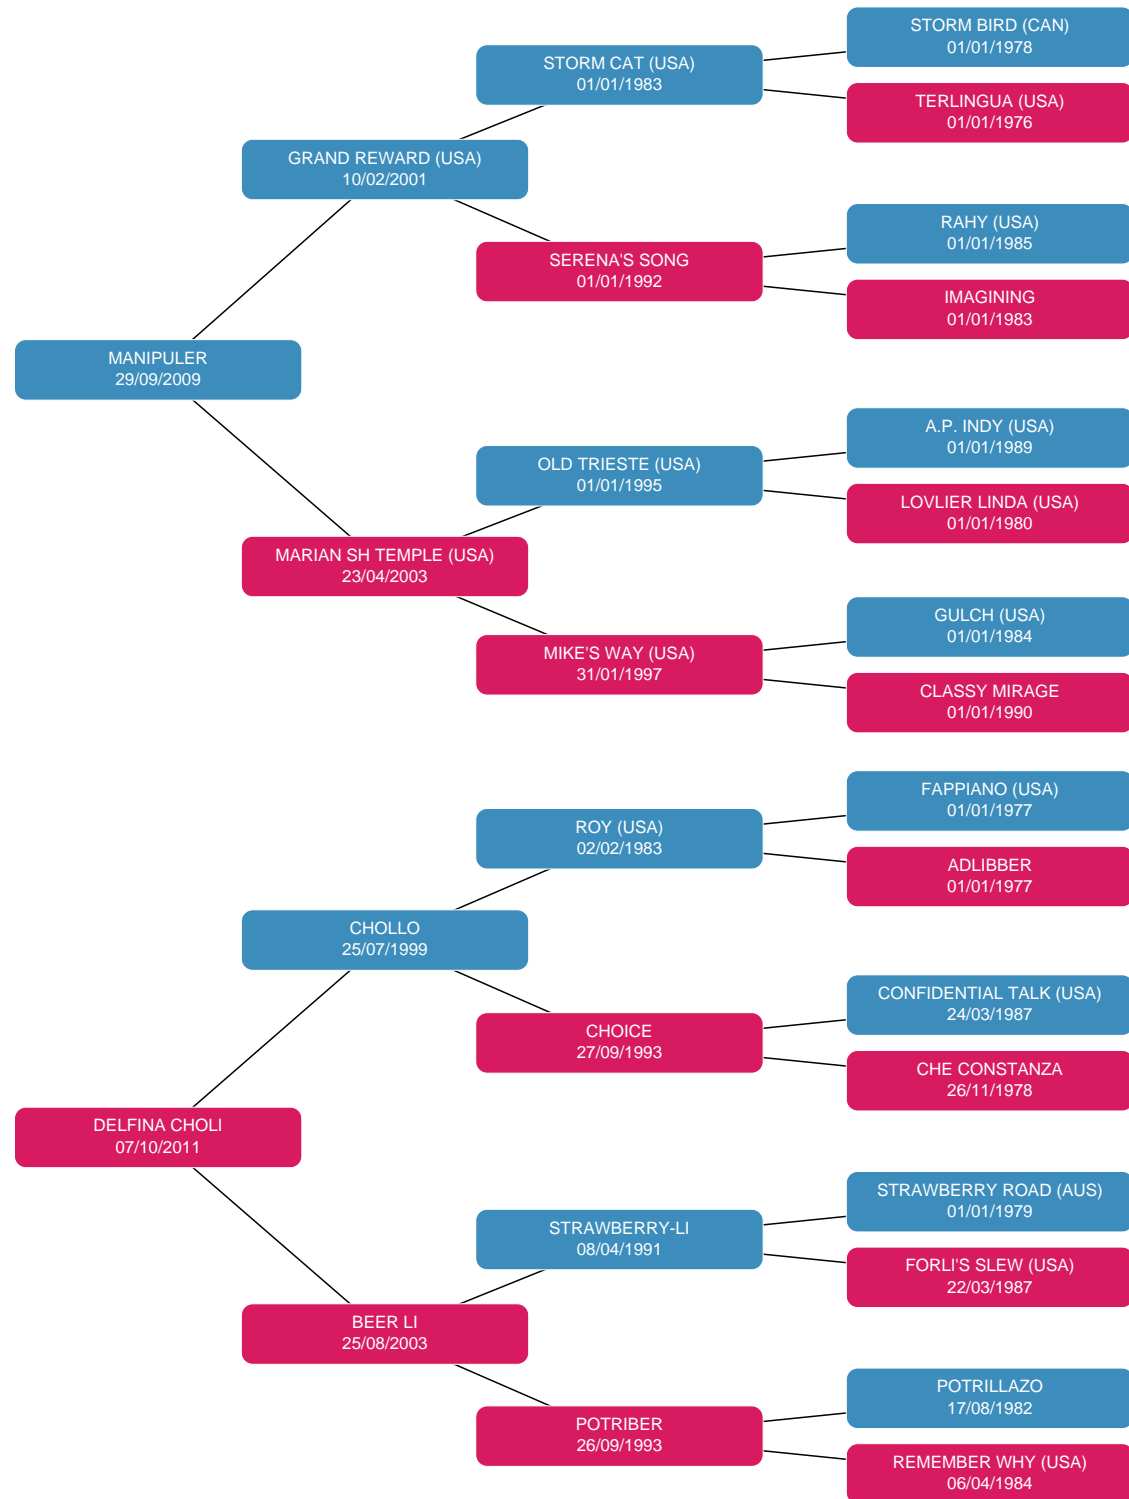 STORM BIRD (CAN)
01/01/1978
STORM CAT (USA)
01/01/1983
TERLINGUA (USA)
01/01/1976
GRAND REWARD (USA)
10/02/2001
RAHY (USA)
01/01/1985
SERENA'S SONG
01/01/1992
IMAGINING
01/01/1983
MANIPULER
29/09/2009
A.P. INDY (USA)
01/01/1989
OLD TRIESTE (USA)
01/01/1995
LOVLIER LINDA (USA)
01/01/1980
MARIAN SH TEMPLE (USA)
23/04/2003
GULCH (USA)
01/01/1984
MIKE'S WAY (USA)
31/01/1997
CLASSY MIRAGE
01/01/1990
FAPPIANO (USA)
01/01/1977
ROY (USA)
02/02/1983
ADLIBBER
01/01/1977
CHOLLO
25/07/1999
CONFIDENTIAL TALK (USA)
24/03/1987
CHOICE
27/09/1993
CHE CONSTANZA
26/11/1978
DELFINA CHOLI
07/10/2011
STRAWBERRY ROAD (AUS)
01/01/1979
STRAWBERRY-LI
08/04/1991
FORLI'S SLEW (USA)
22/03/1987
BEER LI
25/08/2003
POTRILLAZO
17/08/1982
POTRIBER
26/09/1993
REMEMBER WHY (USA)
06/04/1984